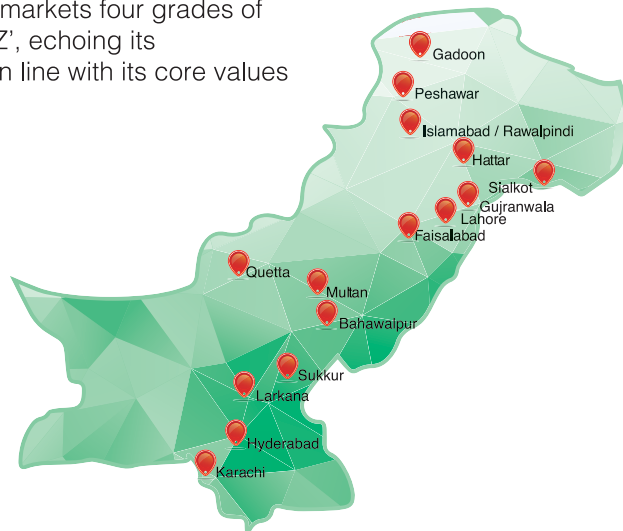 markets four grades of
Z’, echoing its
n line with its core values
Gadoon
Peshawar
Islamabad / Rawalpindi
Hattar
Sialkot
Gujranwala
Lahore
Faisalabad
Quetta
Multan
Bahawalpur
Sukkur
Larkana
Hyderabad
Karachi